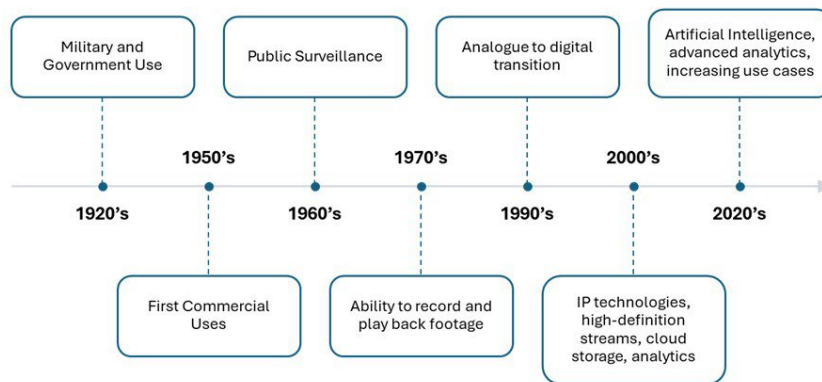 Military and
Government Use
Public Surveillance
Analogue to digital
transition
Artificial Intelligence,
advanced analytics,
increasing use cases
1950's
1970's
2000's
1920's
1960's
1990's
2020's
First Commercial
Uses
Ability to record and
play back footage
IP technologies,
high-definition
streams, cloud
storage, analytics